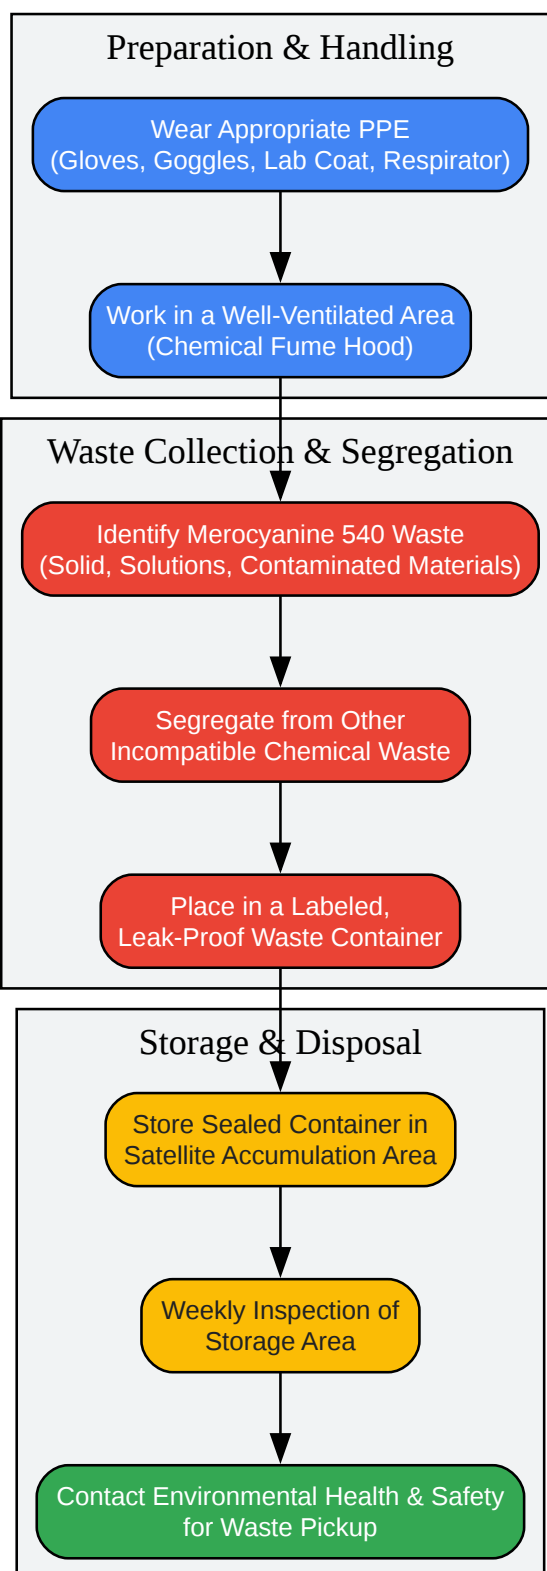 Preparation & Handling
Wear Appropriate PPE
(Gloves, Goggles, Lab Coat, Respirator)
Work in a Well-Ventilated Area
(Chemical Fume Hood)
Waste Collection & Segregation
Identify Merocyanine 540 Waste
(Solid, Solutions, Contaminated Materials)
Segregate from Other
Incompatible Chemical Waste
Place in a Labeled,
Leak-Proof Waste Container
Storage & Disposal
Store Sealed Container in
Satellite Accumulation Area
Weekly Inspection of
Storage Area
Contact Environmental Health & Safety
for Waste Pickup